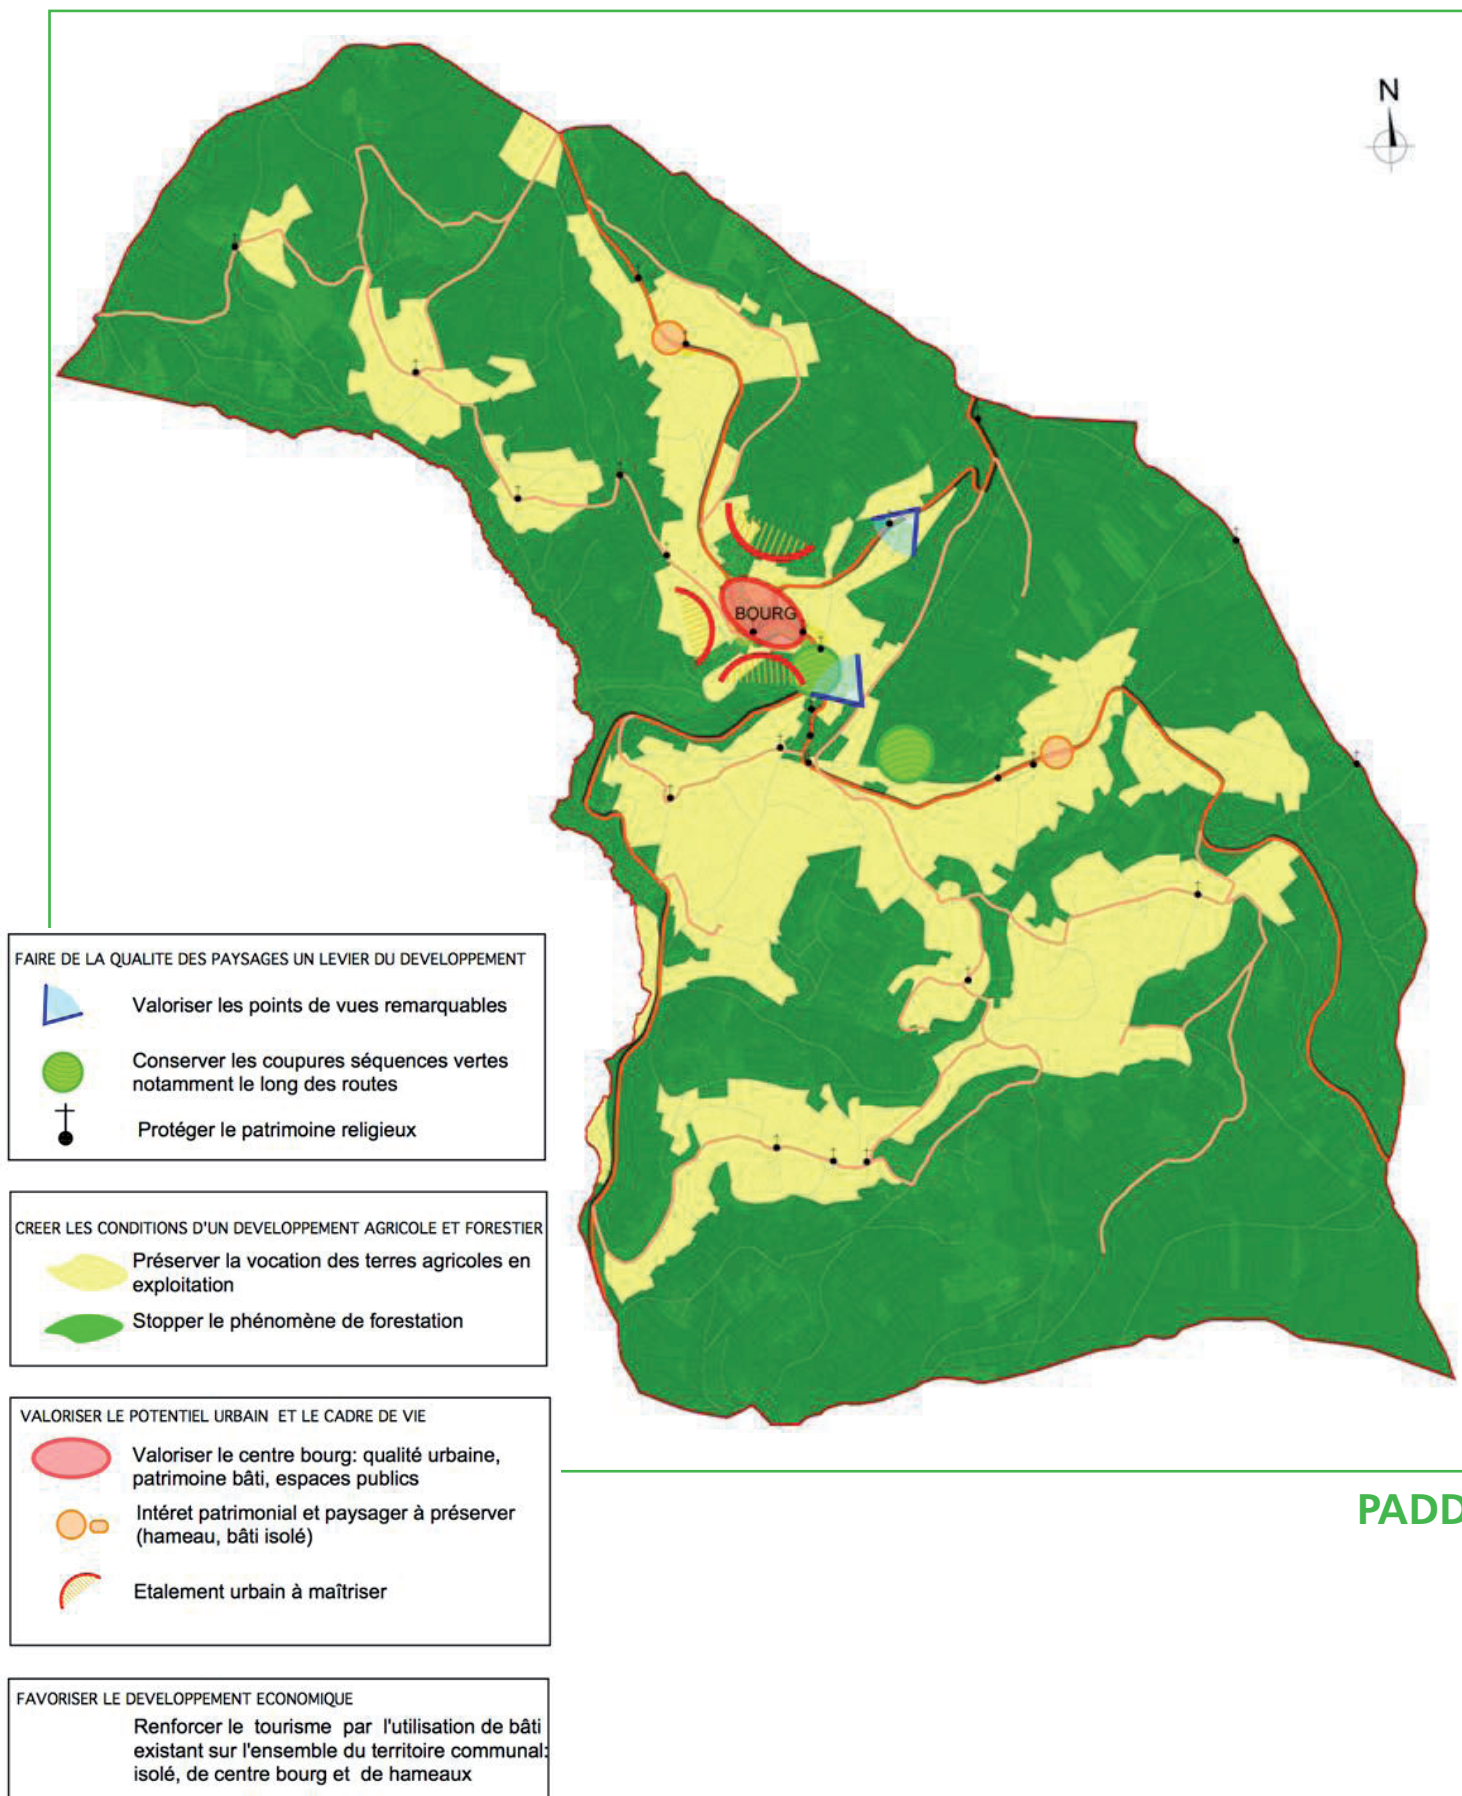 N
BOURG
FAIRE DE LA QUALITE DES PAYSAGES UN LEVIER DU DEVELOPPEMENT
Valoriser les points de vues remarquables
Conserver les coupures séquences vertes
notamment le long des routes
Protéger le patrimoine religieux
CREER LES CONDITIONS D'UN DEVELOPPEMENT AGRICOLE ET FORESTIER
Préserver la vocation des terres agricoles en
exploitation
Stopper le phénomène de forestation
VALORISER LE POTENTIEL URBAIN ET LE CADRE DE VIE
Valoriser le centre bourg: qualité urbaine,
patrimoine bâti, espaces publics
Intéret patrimonial et paysager à préserver
(hameau, bâti isolé)
Etalement urbain à maîtriser
PADD
FAVORISER LE DEVELOPPEMENT ECONOMIQUE
Renforcer le tourisme par l'utilisation de bâti
existant sur l'ensemble du territoire communal:
isolé, de centre bourg et de hameaux